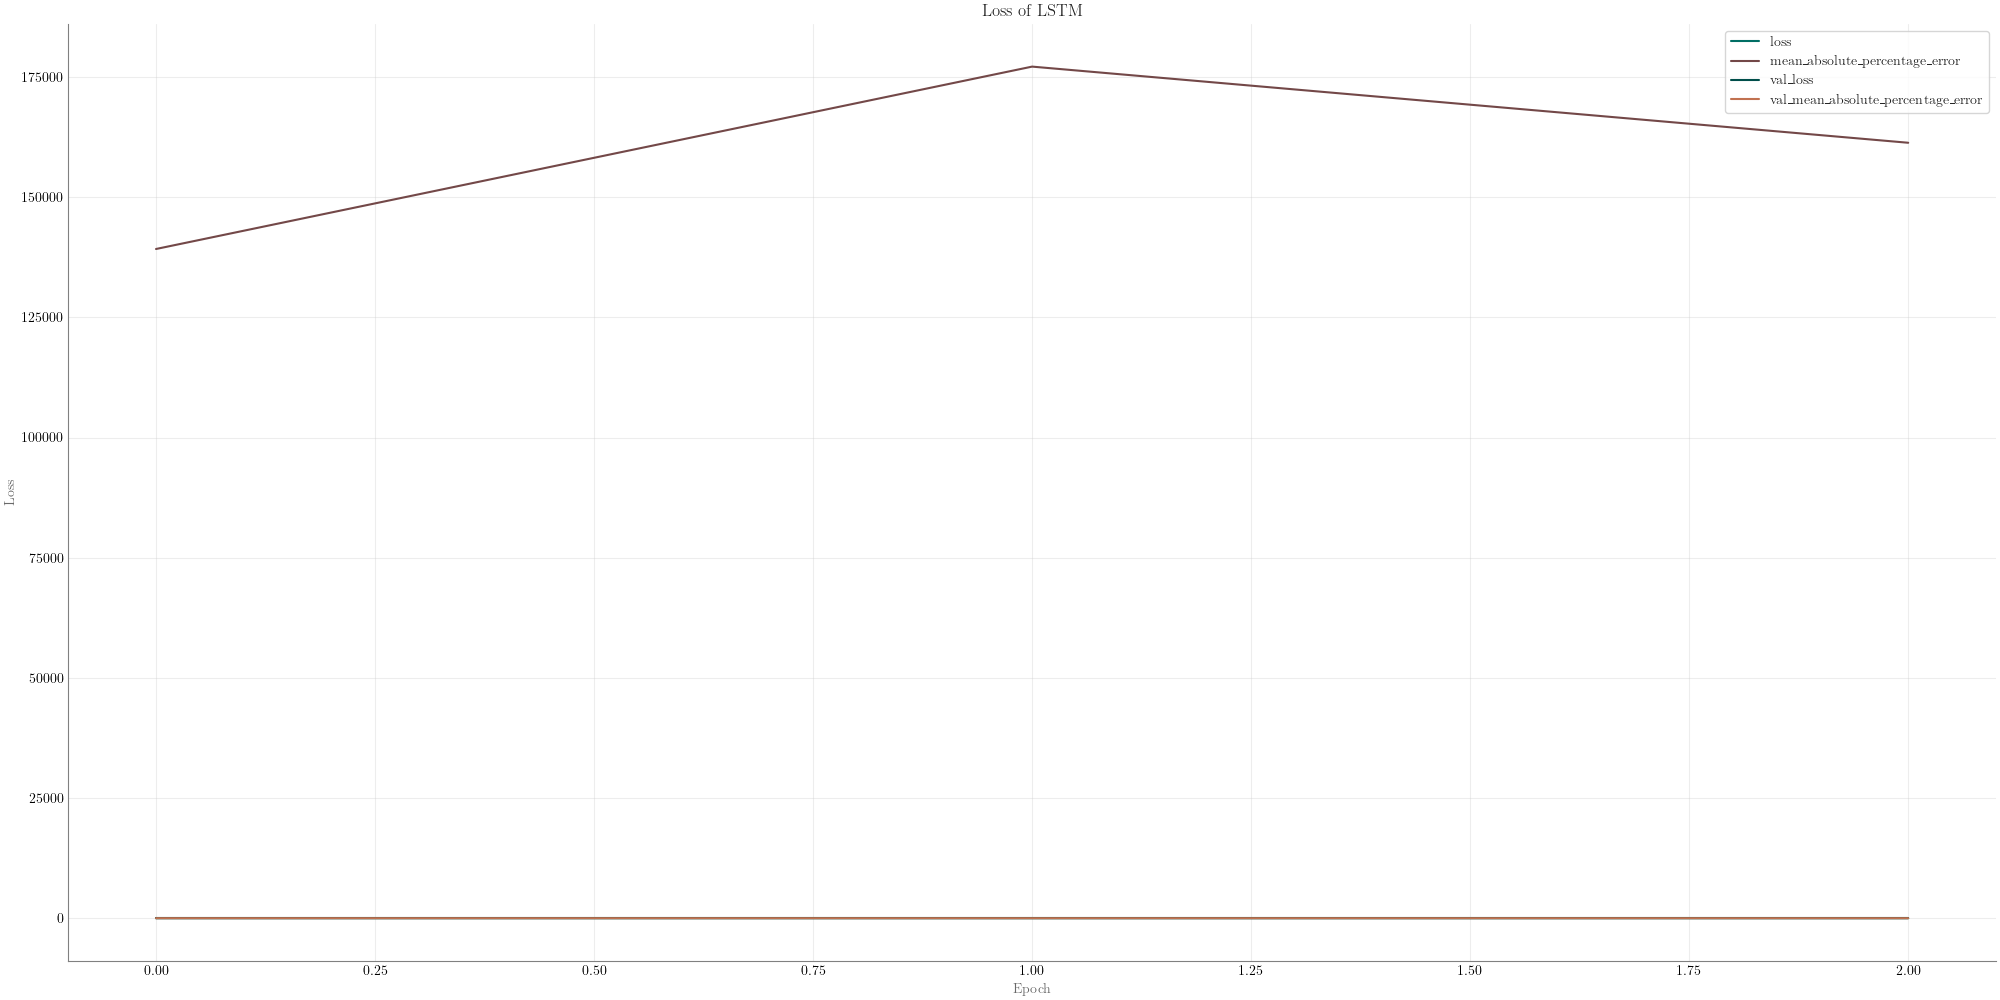 Loss of LSTM
loss
mean_absolute_percentage_error
val_loss
val_mean_absolute_percentage_error
175000
150000
125000
100000
75000
50000
25000
0
Loss
0.00 0.25 0.50 0.75 1.00 1.25 1.50 1.75 2.00
Epoch